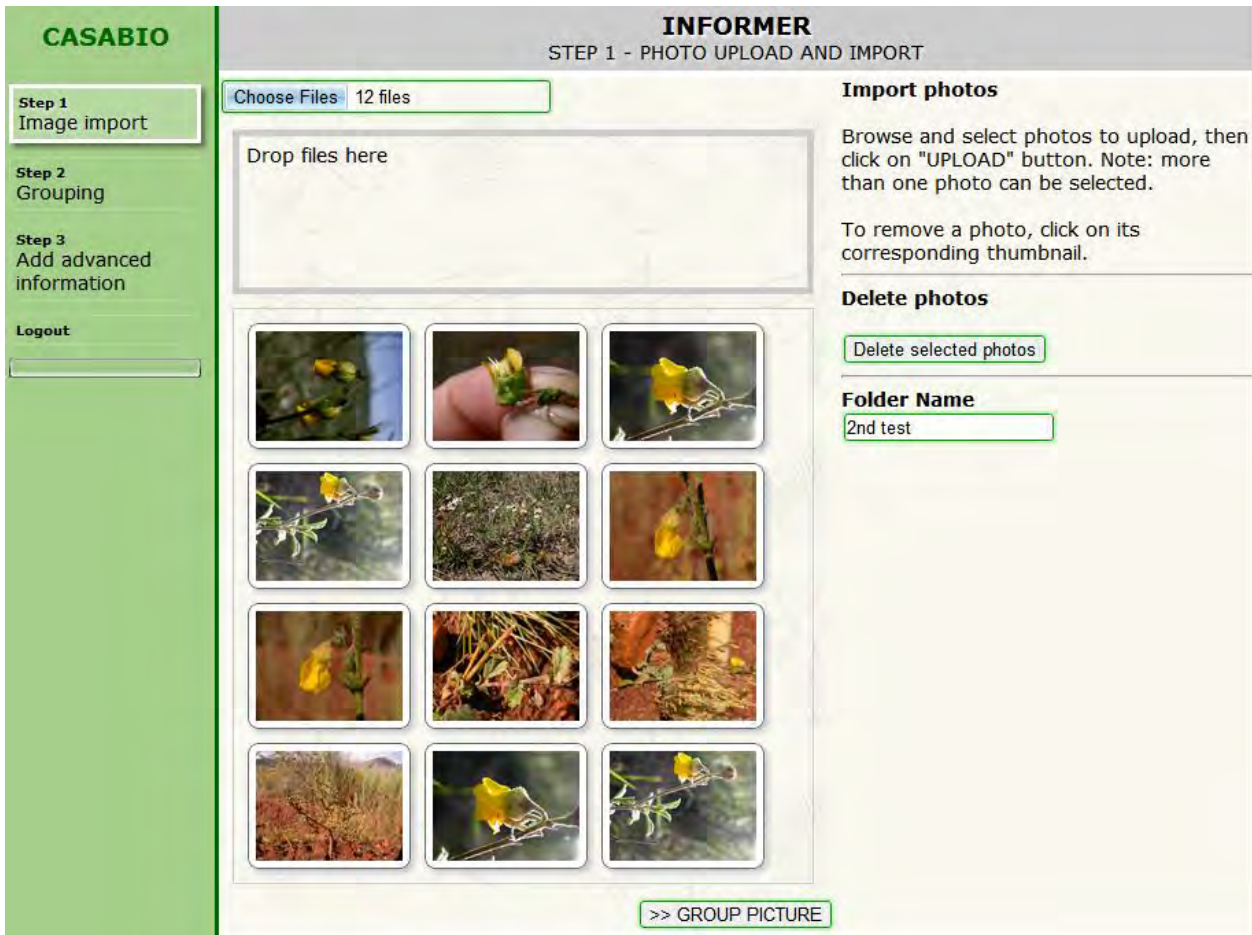 CASABIO
INFORMER
STEP 1 - PHOTO UPLOAD AND IMPORT
Step 1
Image import
Step 2
Grouping
Step 3
Add advanced
information
Logout
Choose Files 12 files
Drop files here
Import photos
Browse and select photos to upload, then
click on "UPLOAD" button. Note: more
than one photo can be selected.
To remove a photo, click on its
corresponding thumbnail.
Delete photos
Delete selected photos
Folder Name
2nd test
>> GROUP PICTURE